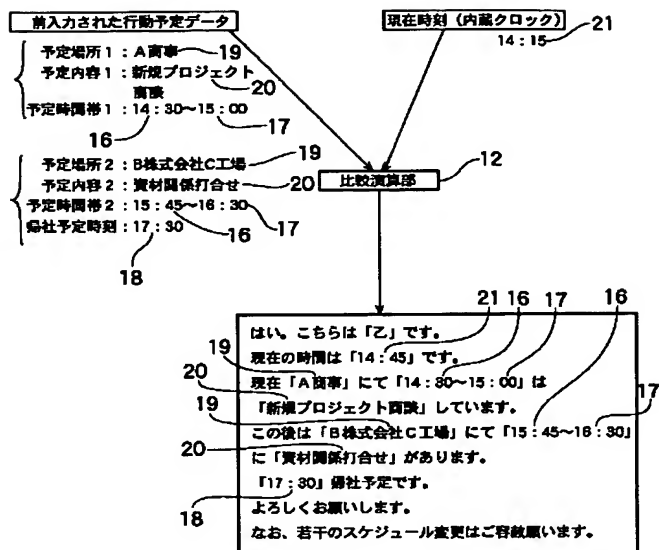 前入力された行動予定データ
現在時刻(内蔵クロック)
21
14:15
予定場所1:A商事
19
予定内容1:新規プロジェクト
商談
20
予定時間帯1:14:30~15:00
16
17
予定場所2:B株式会社C工場
19
予定内容2:資材関係打合せ
20
予定時間帯2:15:45~16:30
17
帰社予定時刻:17:30
16
18
比較演算部
12
21
16
17
16
はい。こちらは「乙」です。
現在の時間は「14:45」です。
19
現在「A商事」にて「14:30~15:00」は
20
「新規プロジェクト商談」しています。
19
17
この後は「B株式会社C工場」にて「15:45~16:30」
20
に「資材関係打合せ」があります。
「17:30」帰社予定です。
18
よろしくお願いします。
なお、若干のスケジュール変更はご容赦願います。